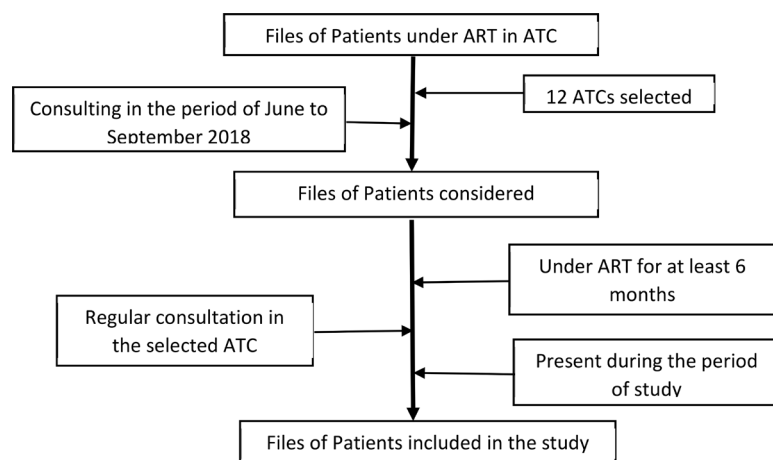 Files of Patients under ART in ATC
12 ATCs selected
Consulting in the period of June to
September 2018
Files of Patients considered
Under ART for at least 6
months
Regular consultation in
the selected ATC
Present during the period
of study
Files of Patients included in the study